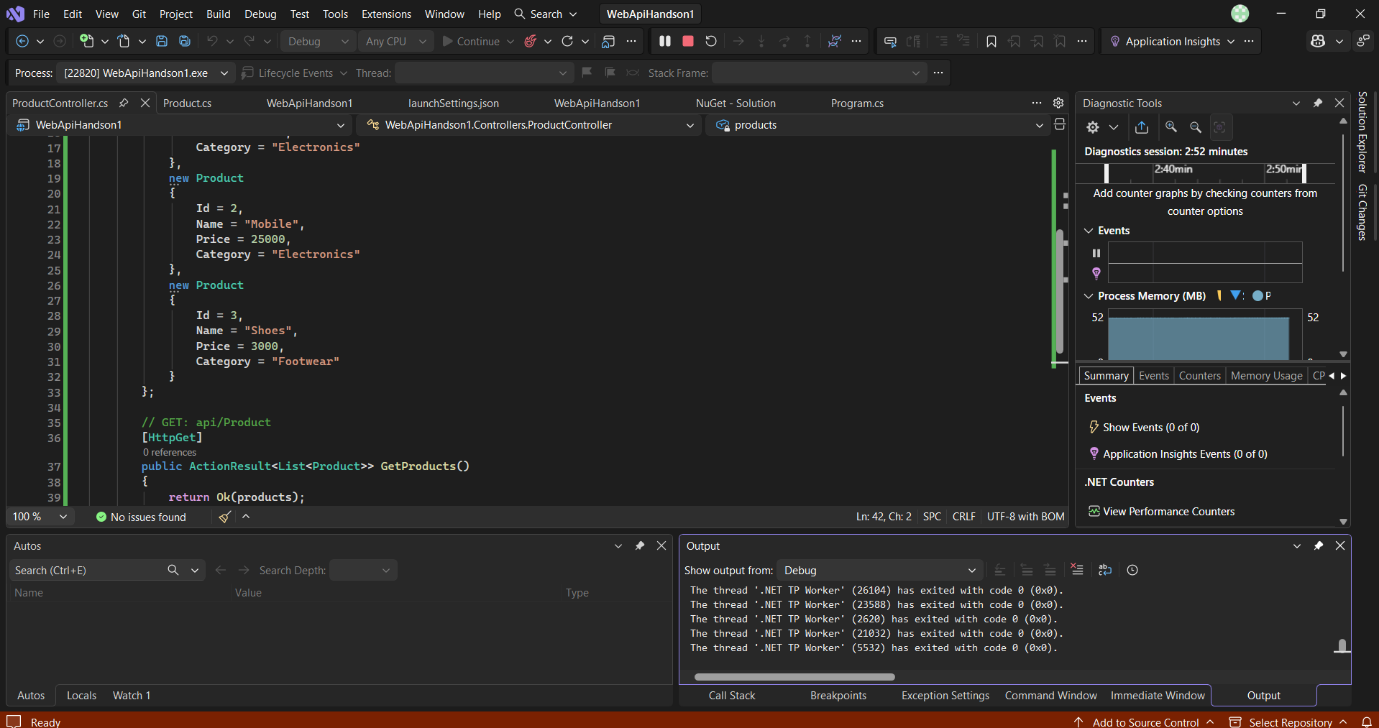 File Edit View Git Project Build Debug Test Tools Extensions Window Help Search WebApiHandson1
Debug Any CPU Continue Application Insights
Process: [22820] WebApiHandson1.exe Lifecycle Events Thread: Stack Frame:
ProductController.cs Product.cs WebApiHandson1 launchSettings.json WebApiHandson1 NuGet - Solution Program.cs
WebApiHandson1 WebApiHandson1.Controllers.ProductController products
17 Category = "Electronics"
18 },
19 new Product
20 {
21 Id = 2,
22 Name = "Mobile",
23 Price = 25000,
24 Category = "Electronics"
25 },
26 new Product
27 {
28 Id = 3,
29 Name = "Shoes",
30 Price = 3000,
31 Category = "Footwear"
32 }
33 };
34
35 // GET: api/Product
36 [HttpGet]
0 references
37 public ActionResult<List<Product>> GetProducts()
38 {
39 return Ok(products);
100 % No issues found Ln: 42, Ch: 2 SPC CRLF UTF-8 with BOM
Diagnostic Tools
Diagnostics session: 2:52 minutes
2:40min 2:50min
Add counter graphs by checking counters from
counter options
Events
Process Memory (MB) P
52 52
Summary Events Counters Memory Usage CP
Events
Show Events (0 of 0)
Application Insights Events (0 of 0)
.NET Counters
View Performance Counters
Solution Explorer
Git Changes
Autos
Search (Ctrl+E) Search Depth:
Name Value Type
Autos Locals Watch 1
Output
Show output from: Debug
The thread '.NET TP Worker' (26104) has exited with code 0 (0x0).
The thread '.NET TP Worker' (23588) has exited with code 0 (0x0).
The thread '.NET TP Worker' (2620) has exited with code 0 (0x0).
The thread '.NET TP Worker' (21032) has exited with code 0 (0x0).
The thread '.NET TP Worker' (5532) has exited with code 0 (0x0).
Call Stack Breakpoints Exception Settings Command Window Immediate Window Output
Ready Add to Source Control Select Repository